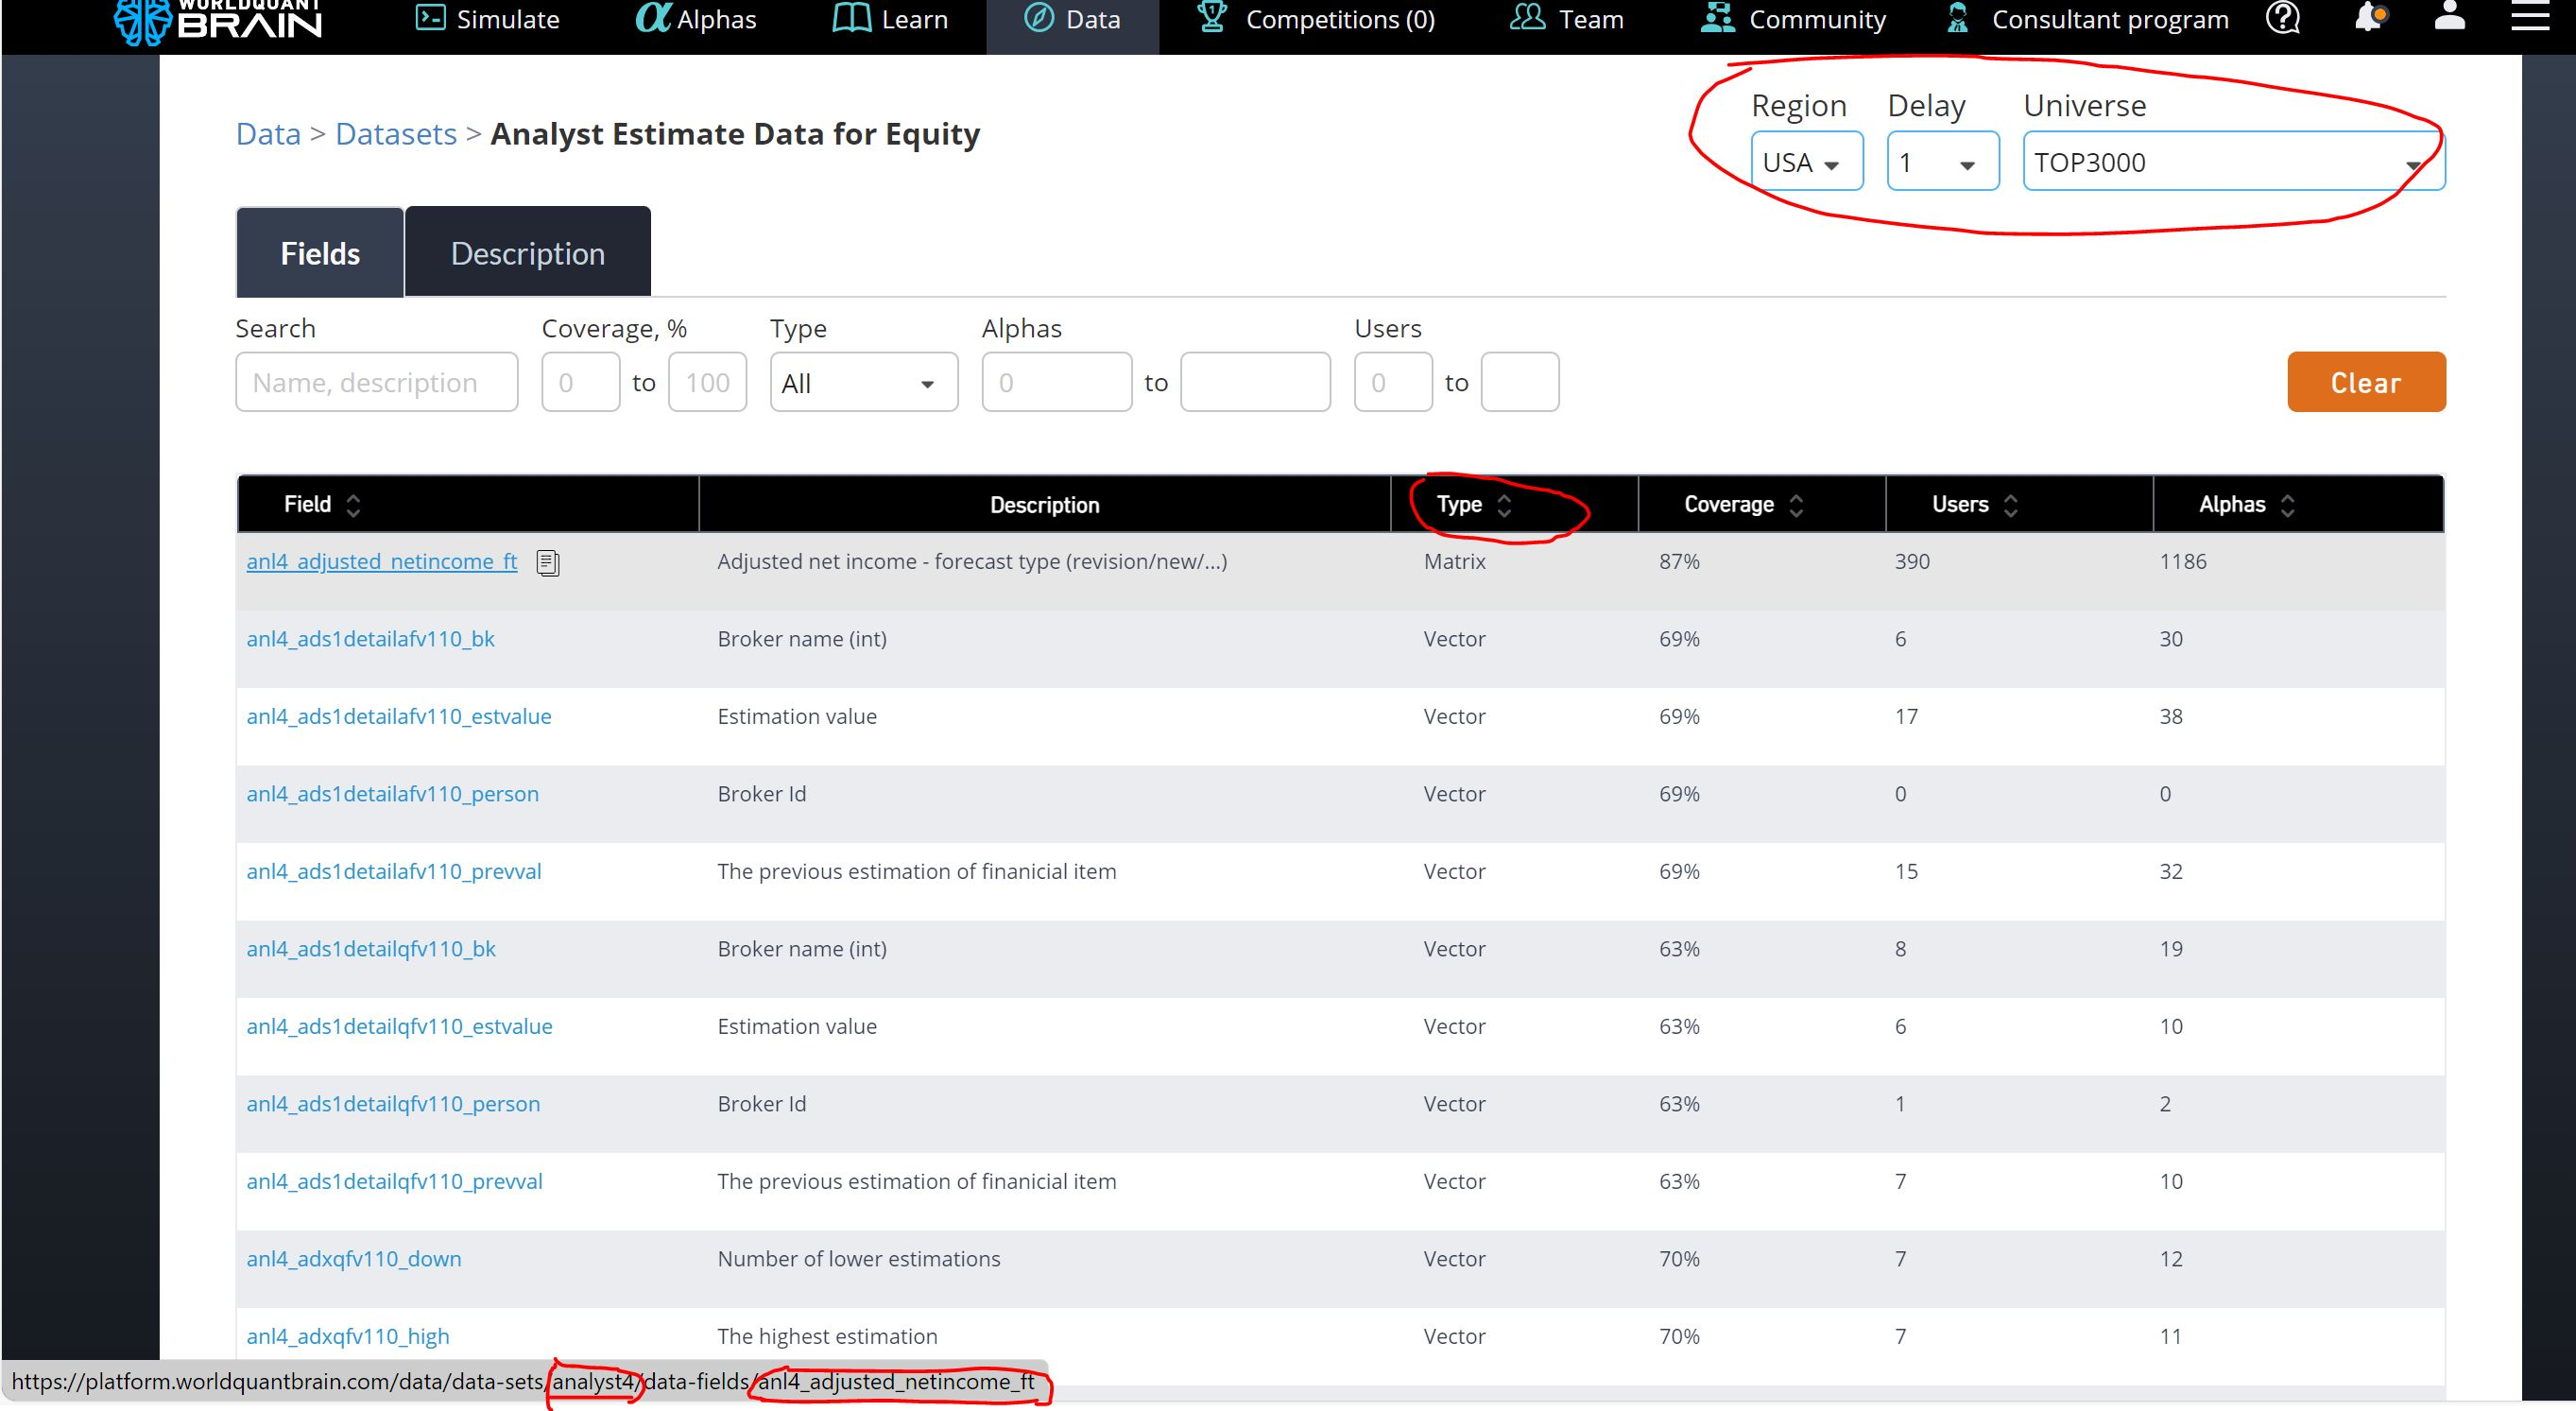 WORLDQUANT
BRAIN Simulate α Alphas Learn Data Competitions (0) Team Community Consultant program
Region Delay Universe
Data > Datasets > Analyst Estimate Data for Equity
USA 1 TOP3000
Fields Description
Search Coverage, % Type Alphas Users
Name, description 0 to 100 All 0 to 0 to Clear
Field Description Type Coverage Users Alphas
anl4_adjusted_netincome_ft Adjusted net income - forecast type (revision/new/...) Matrix 87% 390 1186
anl4_ads1detailafv110_bk Broker name (int) Vector 69% 6 30
anl4_ads1detailafv110_estvalue Estimation value Vector 69% 17 38
anl4_ads1detailafv110_person Broker Id Vector 69% 0 0
anl4_ads1detailafv110_prevval The previous estimation of finanicial item Vector 69% 15 32
anl4_ads1detailqfv110_bk Broker name (int) Vector 63% 8 19
anl4_ads1detailqfv110_estvalue Estimation value Vector 63% 6 10
anl4_ads1detailqfv110_person Broker Id Vector 63% 1 2
anl4_ads1detailqfv110_prevval The previous estimation of finanicial item Vector 63% 7 10
anl4_adxqfv110_down Number of lower estimations Vector 70% 7 12
anl4_adxqfv110_high The highest estimation Vector 70% 7 11
https://platform.worldquantbrain.com/data/data-sets/analyst4/data-fields/anl4_adjusted_netincome_ft